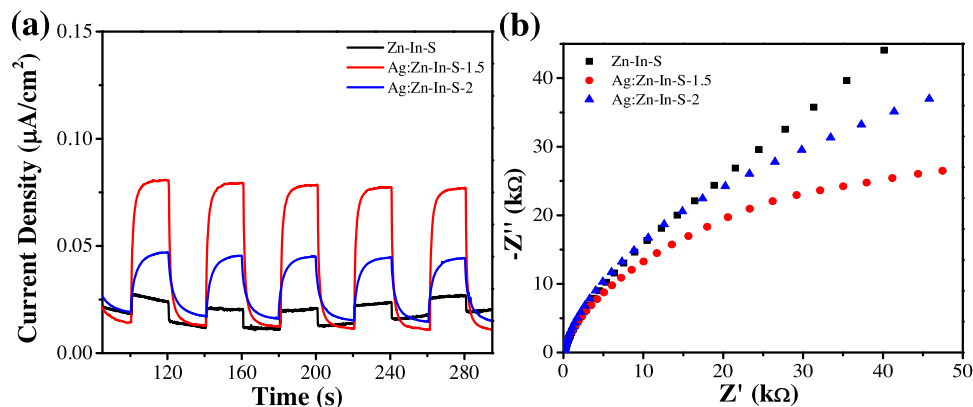 (a)
0.15
0.10
0.05
0.00
Current Density (μA/cm²)
Zn-In-S
Ag:Zn-In-S-1.5
Ag:Zn-In-S-2
120
160
200
240
280
Time (s)
(b)
40
30
20
10
0
-Z'' (kΩ)
Zn-In-S
Ag:Zn-In-S-1.5
Ag:Zn-In-S-2
0
10
20
30
40
50
Z' (kΩ)